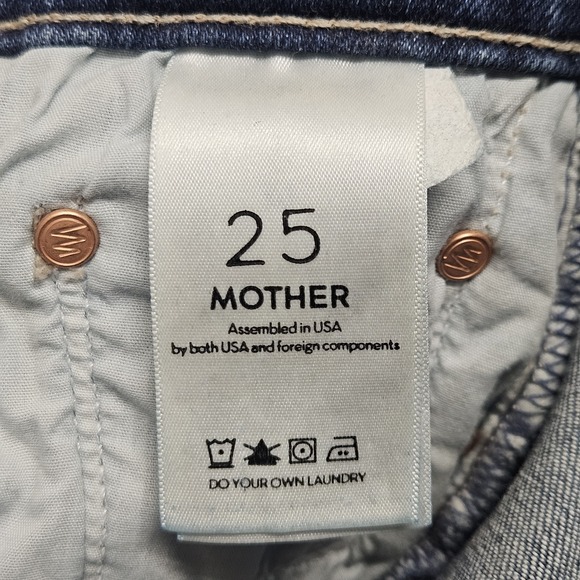 25
MOTHER
Assembled in USA
by both USA and foreign components
DO YOUR OWN LAUNDRY